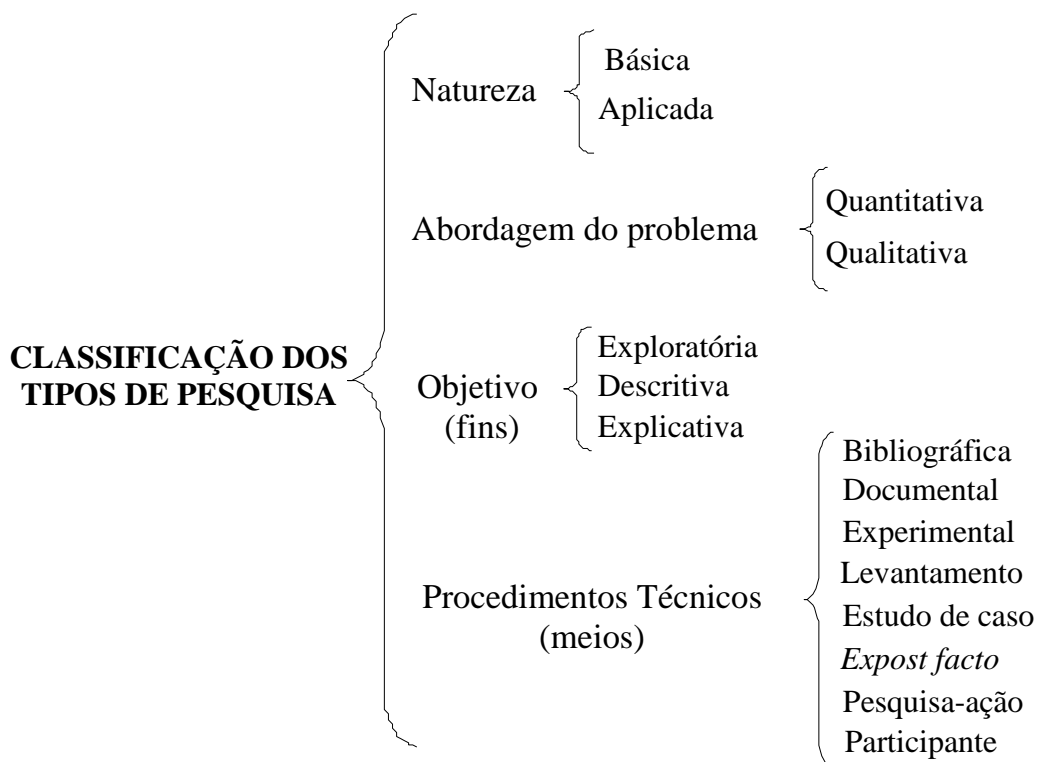 CLASSIFICAÇÃO DOS
TIPOS DE PESQUISA
Natureza
Básica
Aplicada
Abordagem do problema
Quantitativa
Qualitativa
Objetivo
(fins)
Exploratória
Descritiva
Explicativa
Procedimentos Técnicos
(meios)
Bibliográfica
Documental
Experimental
Levantamento
Estudo de caso
Expost facto
Pesquisa-ação
Participante